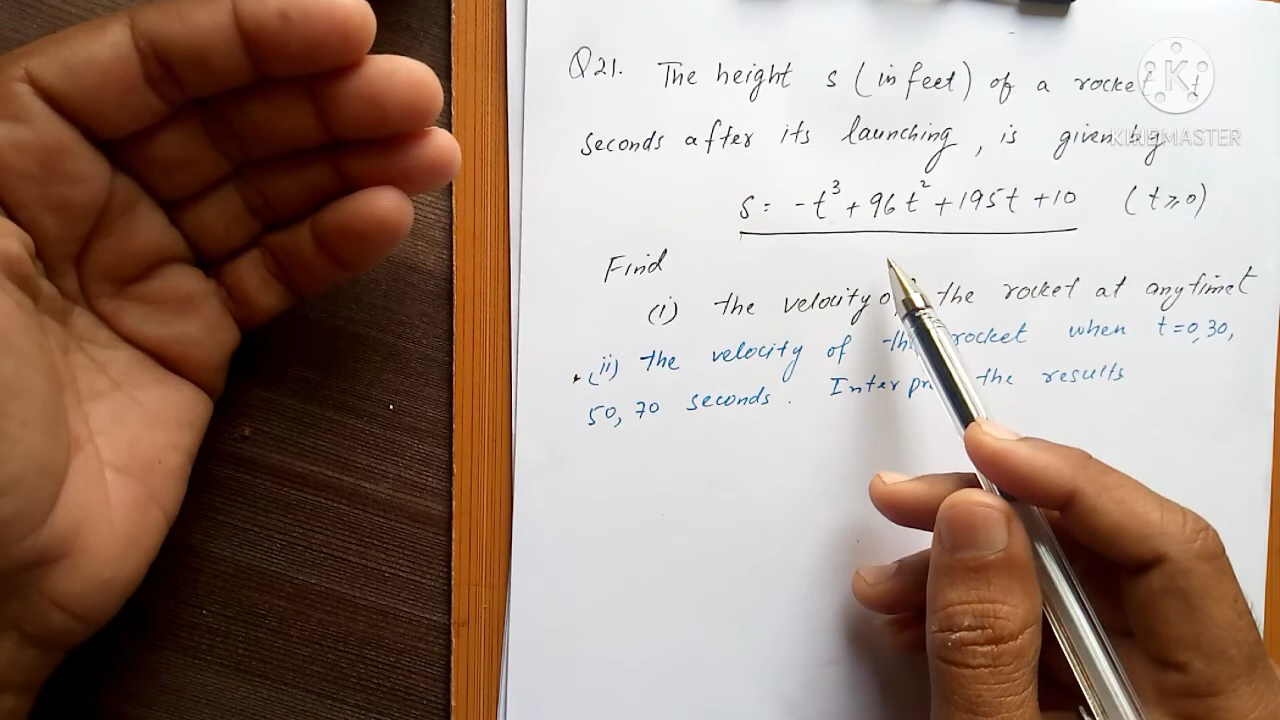 Q21. The height s (in feet) of a rocket t
seconds after its launching, is given by
s = -t³ + 96t² + 195t + 10 (t ≥ 0)
Find
(i) the velocity of the rocket at any time t
(ii) the velocity of the rocket when t=0, 30,
50, 70 seconds. Interpret the results
K
KINEMASTER